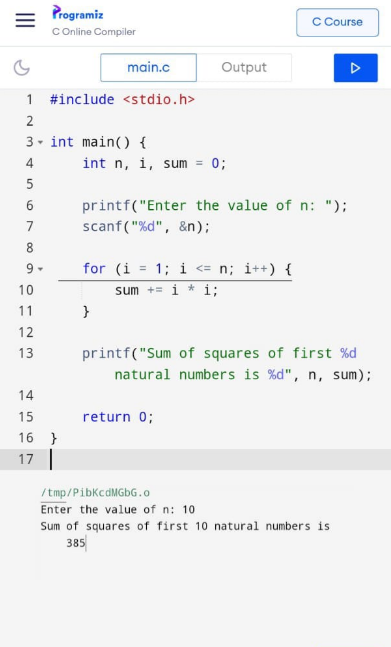 Programiz
C Online Compiler
C Course
main.c
Output
1 #include <stdio.h>
2
3 int main() {
4 int n, i, sum = 0;
5
6 printf("Enter the value of n: ");
7 scanf("%d", &n);
8
9 for (i = 1; i <= n; i++) {
10 sum += i * i;
11 }
12
13 printf("Sum of squares of first %d
natural numbers is %d", n, sum);
14
15 return 0;
16 }
17
/tmp/PibKcdMGbG.o
Enter the value of n: 10
Sum of squares of first 10 natural numbers is
385